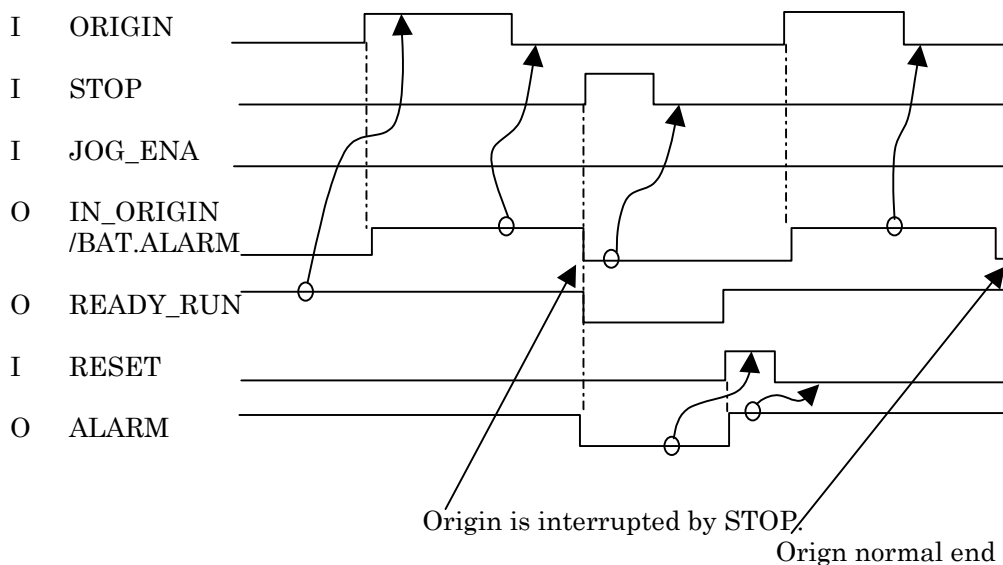 I ORIGIN
I STOP
I JOG_ENA
O IN_ORIGIN
/BAT.ALARM
O READY_RUN
I RESET
O ALARM
Origin is interrupted by STOP.
Orign normal end